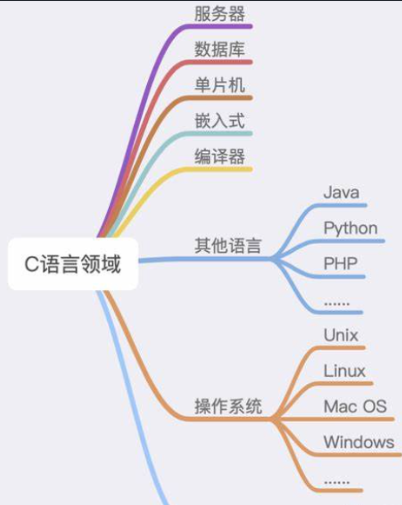 服务器
数据库
单片机
嵌入式
编译器
C语言领域
其他语言
Java
Python
PHP
......
操作系统
Unix
Linux
Mac OS
Windows
......